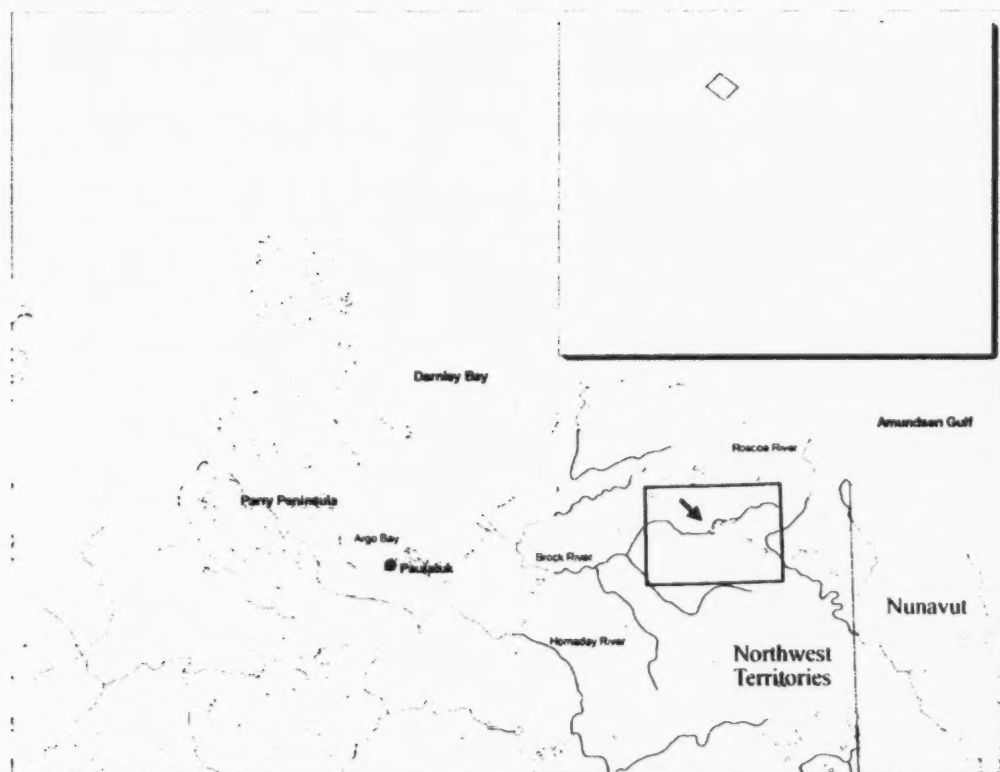 Darnley Bay
Amundsen Gulf
Roscoe River
Parry Peninsula
Argo Bay
Paulatuk
Brock River
Nunavut
Hornaday River
Northwest
Territories